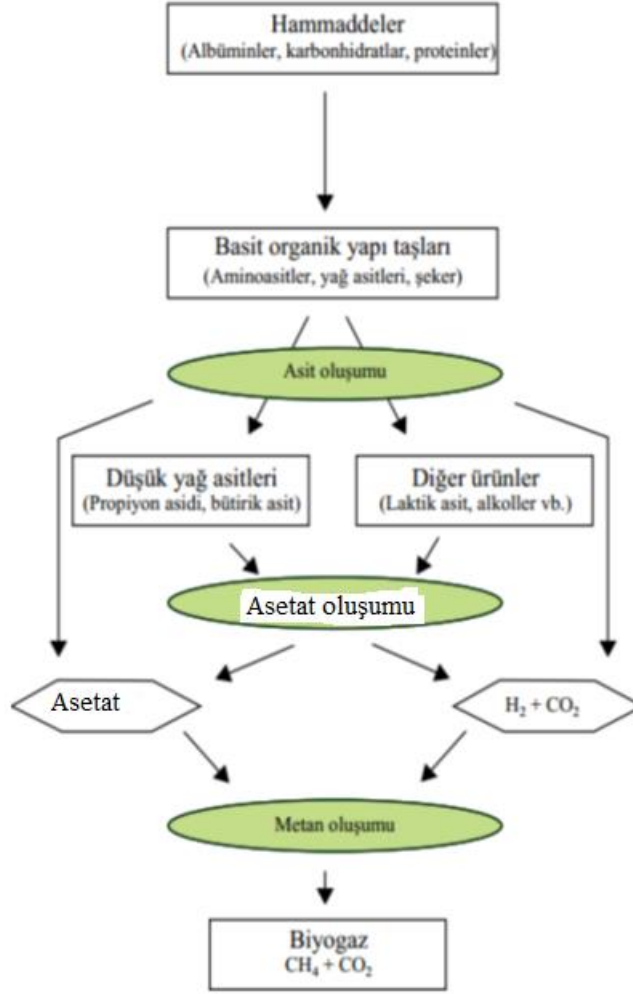 Hammaddeler
(Albüminler, karbonhidratlar, proteinler)
Basit organik yapı taşları
(Aminoasitler, yağ asitleri, şeker)
Asit oluşumu
Düşük yağ asitleri
(Propiyon asidi, bütirik asit)
Diğer ürünler
(Laktik asit, alkoller vb.)
Asetat oluşumu
Asetat
H₂ + CO₂
Metan oluşumu
Biyogaz
CH₄ + CO₂